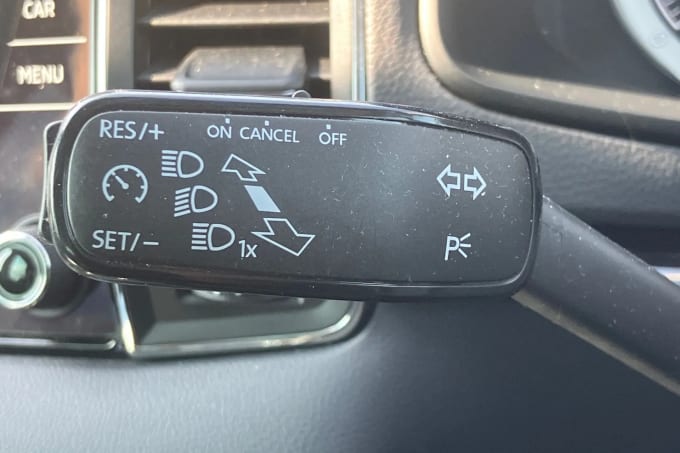 CAR
MENU
RES/+
ON CANCEL OFF
SET/-
1x
P